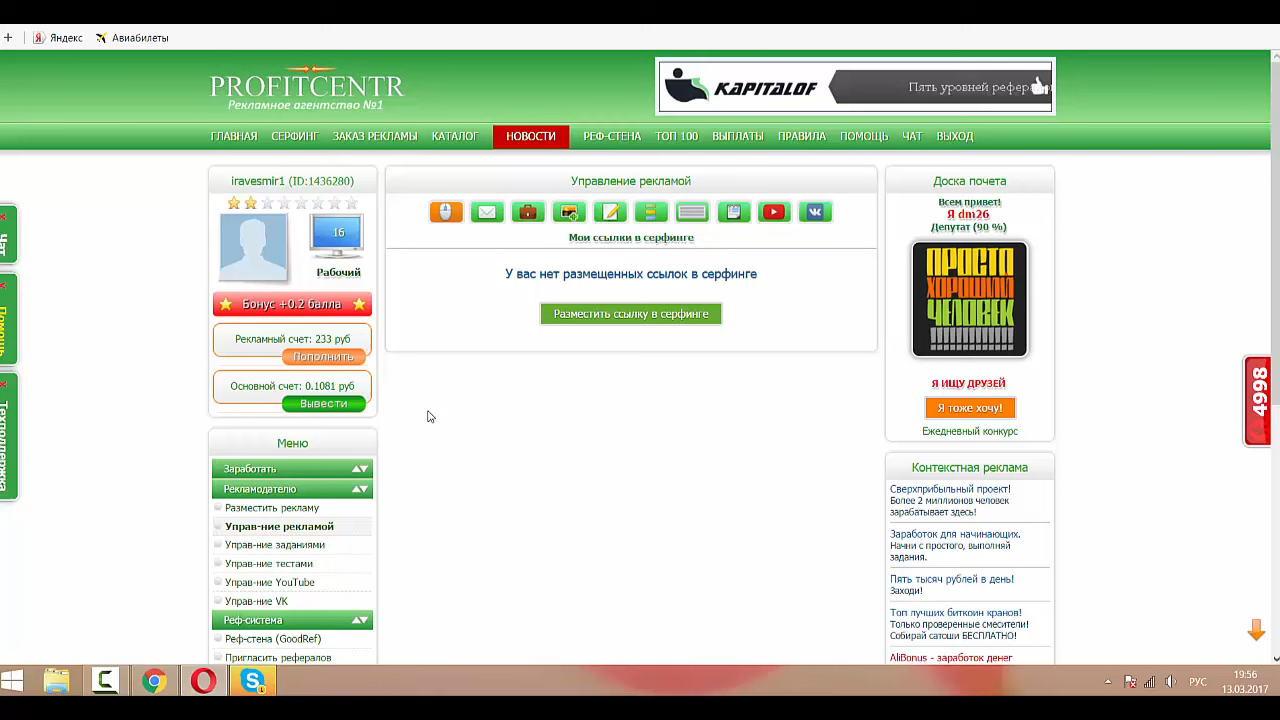 Яндекс
Авиабилеты
PROFITCENTR
Рекламное агентство №1
KAPITALOF
Пять уровней
ГЛАВНАЯ СЕРФИНГ ЗАКАЗ РЕКЛАМЫ КАТАЛОГ НОВОСТИ РЕФ-СТЕНА ТОП 100 ВЫПЛАТЫ ПРАВИЛА ПОМОЩЬ ЧАТ ВЫХОД
Чат
Помощь
Техподдержка
iravesmir1 (ID:1436280)
16
Рабочий
Бонус +0.2 балла
Рекламный счет: 233 руб
Пополнить
Основной счет: 0.1081 руб
Вывести
Меню
Заработать
Рекламодателю
Разместить рекламу
Управ-ние рекламой
Управ-ние заданиями
Управ-ние тестами
Управ-ние YouTube
Управ-ние VK
Реф-система
Реф-стена (GoodRef)
Пригласить рефералов
Управление рекламой
Мои ссылки в серфинге
У вас нет размещенных ссылок в серфинге
Разместить ссылку в серфинге
Доска почета
Всем привет!
Я dm26
Депутат (90 %)
ПРОСТО
ХОРОШИЙ
ЧЕЛОВЕК
!!!!!!!!!!!!
Я ИЩУ ДРУЗЕЙ
Я тоже хочу!
Ежедневный конкурс
Контекстная реклама
Сверхприбыльный проект!
Более 2 миллионов человек
зарабатывает здесь!
Заработок для начинающих.
Начни с простого, выполняй
задания.
Пять тысяч рублей в день!
Заходи!
Топ лучших биткоин кранов!
Только проверенные смесители!
Собирай сатоши БЕСПЛАТНО!
AliBonus - заработок денег
4998
РУС
19:56
13.03.2017